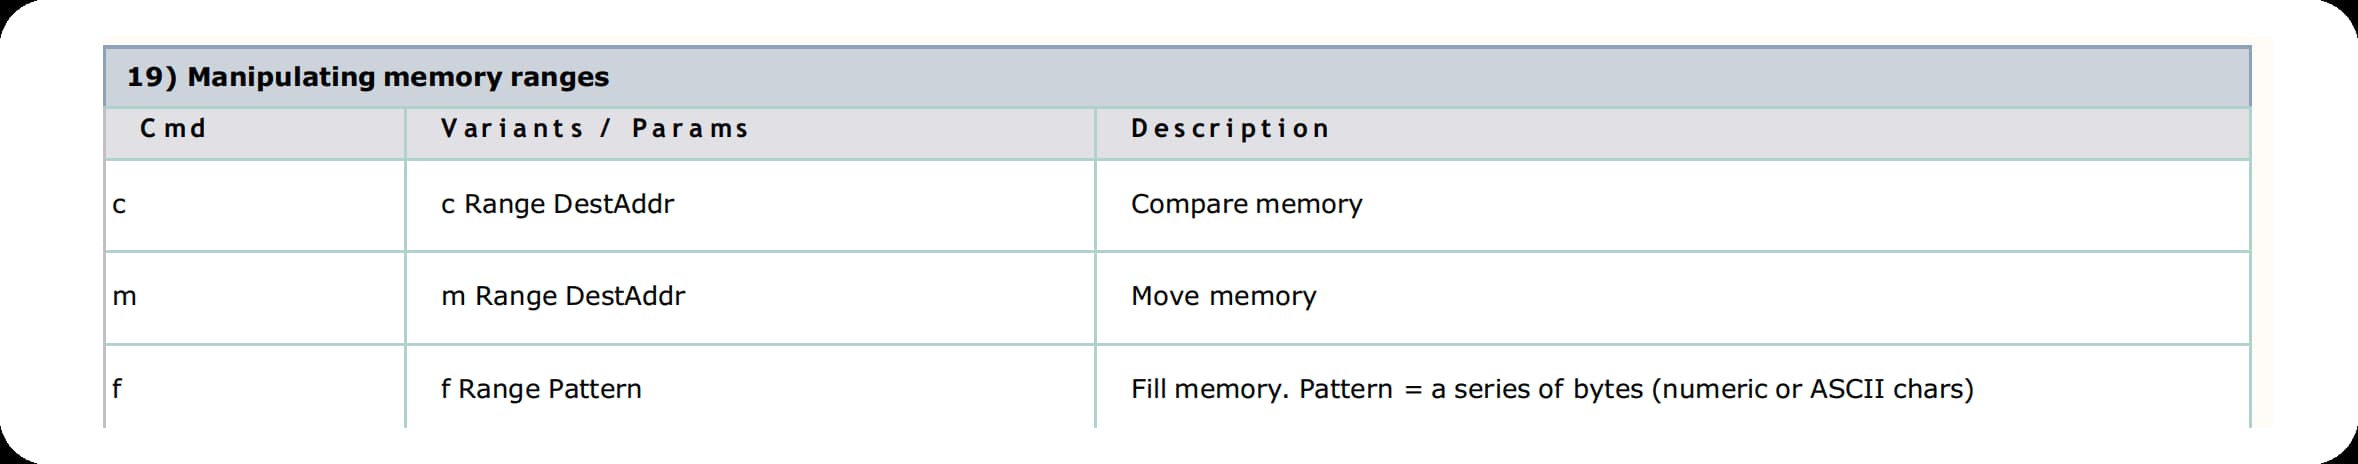 19) Manipulating memory ranges
Cmd Variants / Params Description
c c Range DestAddr Compare memory
m m Range DestAddr Move memory
f f Range Pattern Fill memory. Pattern = a series of bytes (numeric or ASCII chars)